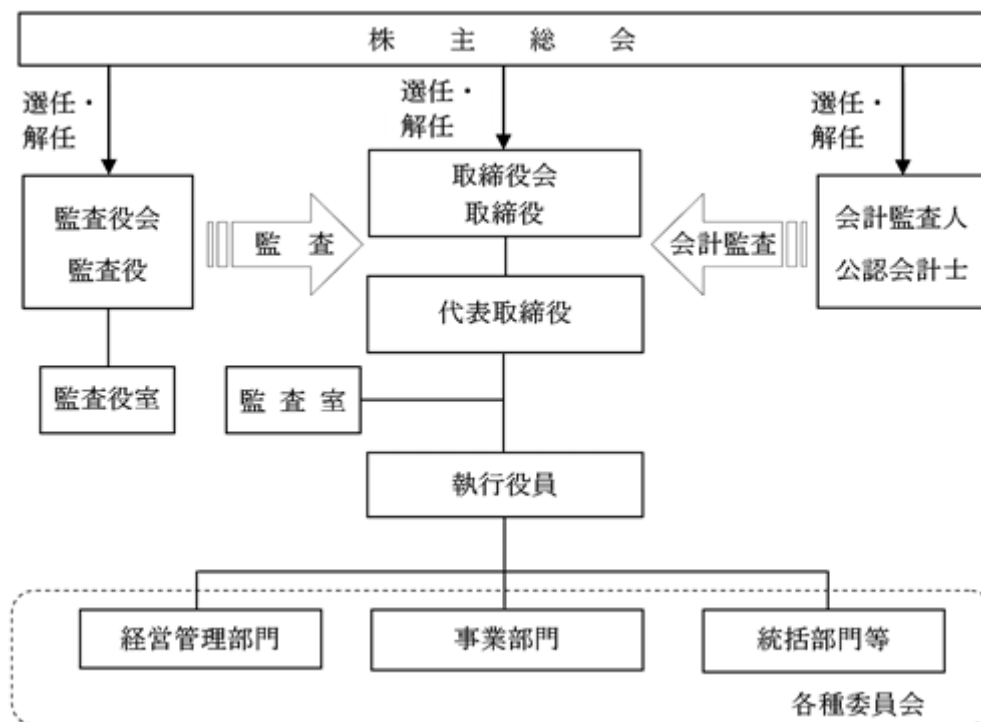 株主総会
選任・
解任
選任・
解任
選任・
解任
監査役会
監査役
監査
取締役会
取締役
会計監査
会計監査人
公認会計士
代表取締役
監査役室
監査室
執行役員
経営管理部門
事業部門
統括部門等
各種委員会